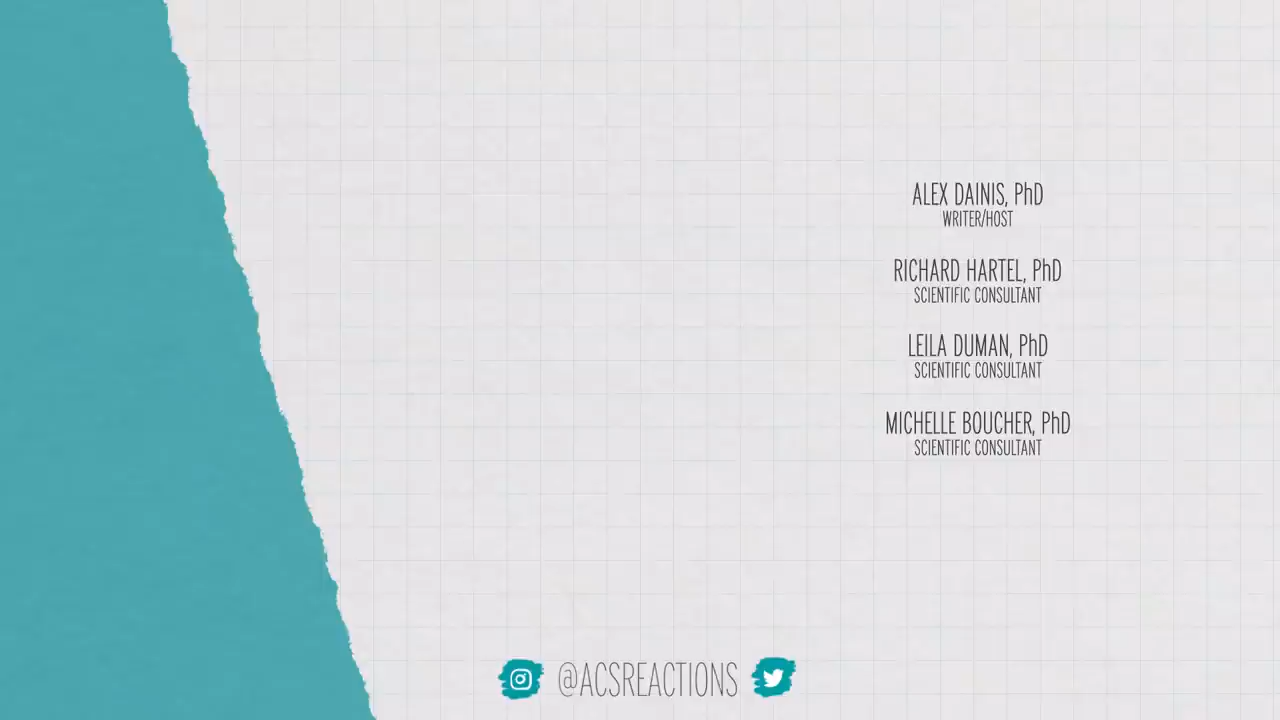 ALEX DAINIS, PhD
WRITER/HOST
RICHARD HARTEL, PhD
SCIENTIFIC CONSULTANT
LEILA DUMAN, PhD
SCIENTIFIC CONSULTANT
MICHELLE BOUCHER, PhD
SCIENTIFIC CONSULTANT
@ACSREACTIONS